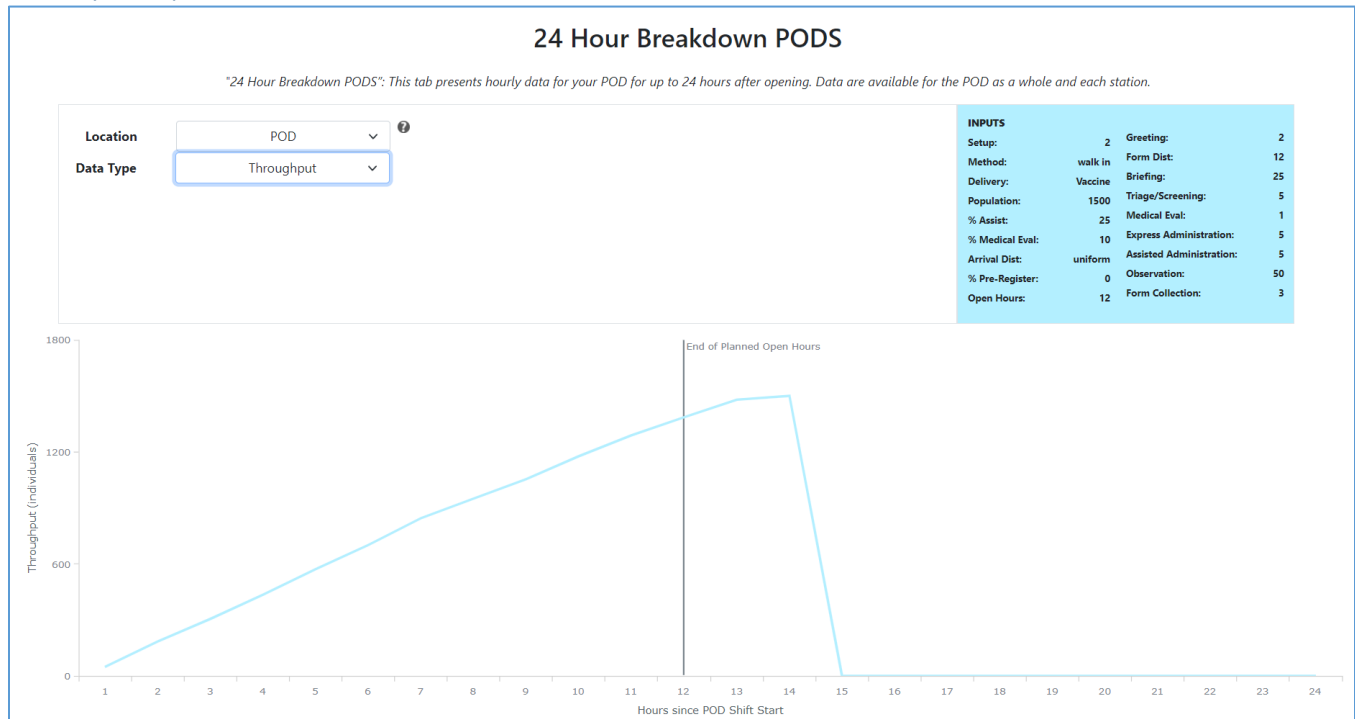 24 Hour Breakdown PODS
"24 Hour Breakdown PODS": This tab presents hourly data for your POD for up to 24 hours after opening. Data are available for the POD as a whole and each station.
Location
POD
?
Data Type
Throughput
INPUTS
Setup: 2
Method: walk in
Delivery: Vaccine
Population: 1500
% Assist: 25
% Medical Eval: 10
Arrival Dist: uniform
% Pre-Register: 0
Open Hours: 12
Greeting: 2
Form Dist: 12
Briefing: 25
Triage/Screening: 5
Medical Eval: 1
Express Administration: 5
Assisted Administration: 5
Observation: 50
Form Collection: 3
End of Planned Open Hours
Throughput (individuals)
1800
1200
600
0
1 2 3 4 5 6 7 8 9 10 11 12 13 14 15 16 17 18 19 20 21 22 23 24
Hours since POD Shift Start